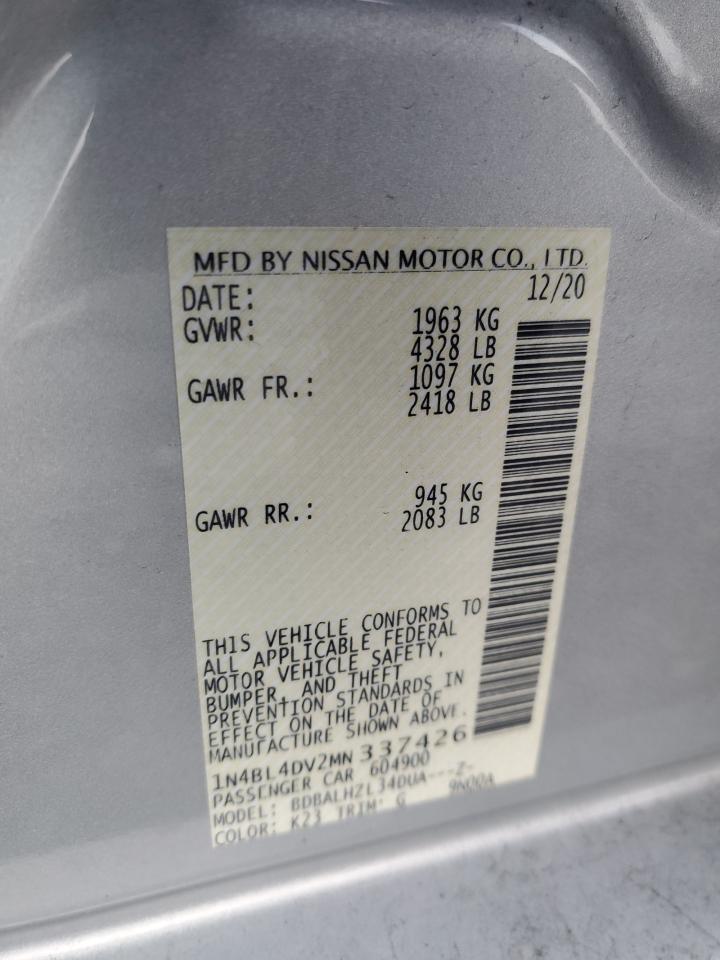 MFD BY NISSAN MOTOR CO., LTD.
DATE: 12/20
GVWR: 1963 KG
4328 LB
GAWR FR.: 1097 KG
2418 LB
GAWR RR.: 945 KG
2083 LB
THIS VEHICLE CONFORMS TO
ALL APPLICABLE FEDERAL
MOTOR VEHICLE SAFETY,
BUMPER, AND THEFT
PREVENTION STANDARDS IN
EFFECT ON THE DATE OF
MANUFACTURE SHOWN ABOVE.
1N4BL4DV2MN 337426
PASSENGER CAR 604900
MODEL: BDBALHZL34DUA---Z-
COLOR: K23 TRIM: G 9N00A